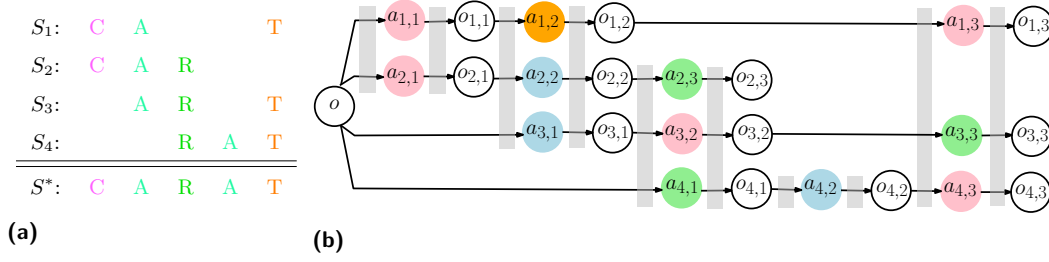 S₁: C A T
S₂: C A R
S₃: A R T
S₄: R A T
S*: C A R A T
(a)
a₁,₁ o₁,₁ a₁,₂ o₁,₂ a₁,₃ o₁,₃
a₂,₁ o₂,₁ a₂,₂ o₂,₂ a₂,₃ o₂,₃
o
a₃,₁ o₃,₁ a₃,₂ o₃,₂ a₃,₃ o₃,₃
a₄,₁ o₄,₁ a₄,₂ o₄,₂ a₄,₃ o₄,₃
(b)